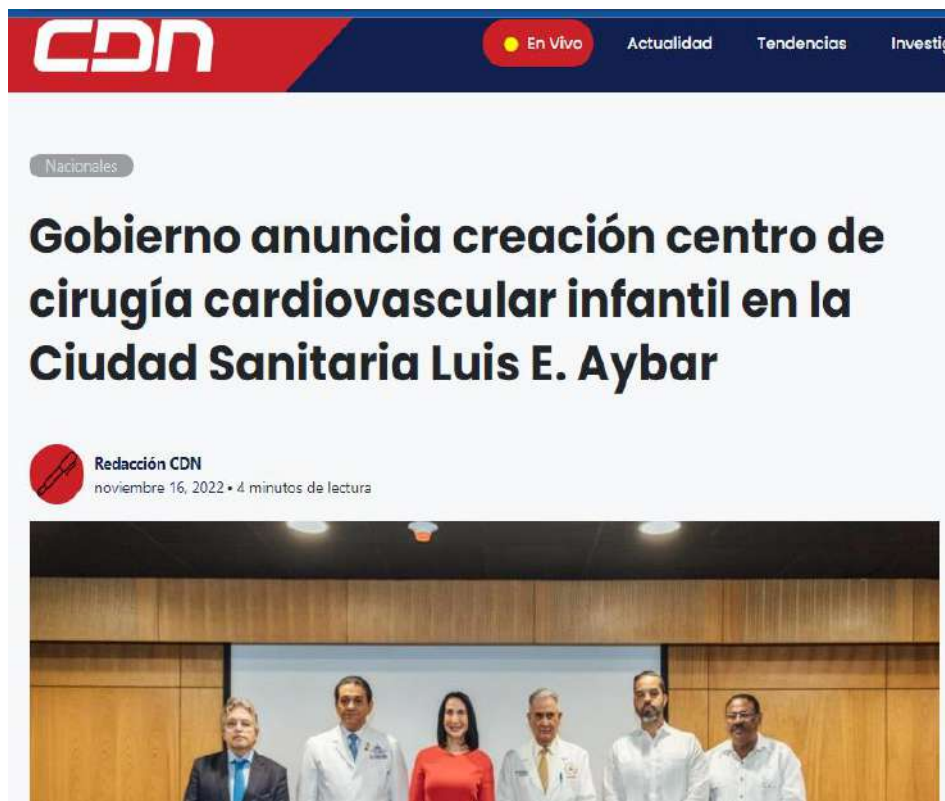 CDN
En Vivo Actualidad Tendencias Investig
Nacionales
Gobierno anuncia creación centro de
cirugía cardiovascular infantil en la
Ciudad Sanitaria Luis E. Aybar
Redacción CDN
noviembre 16, 2022 • 4 minutos de lectura